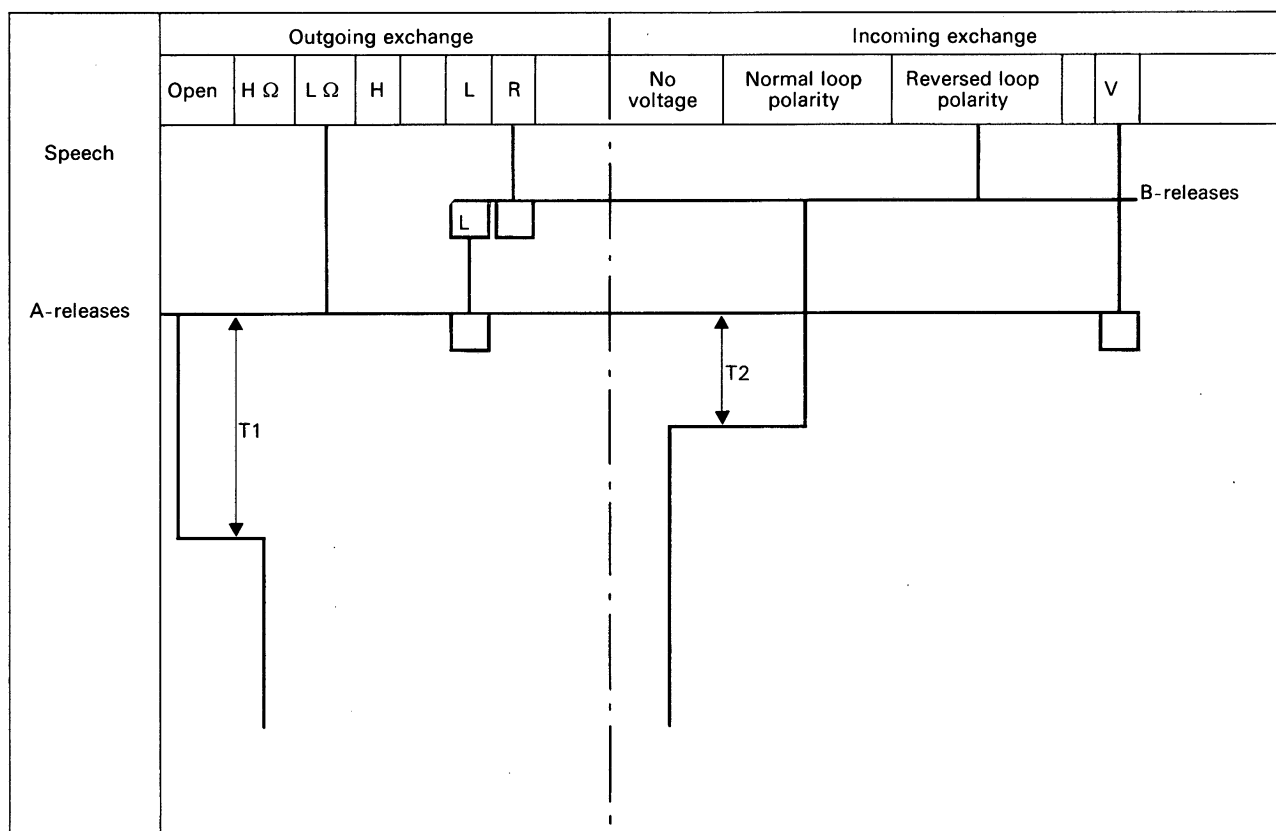 Outgoing exchange
Incoming exchange
Open
H Ω
L Ω
H
L
R
No
voltage
Normal loop
polarity
Reversed loop
polarity
V
Speech
B-releases
L
A-releases
T2
T1